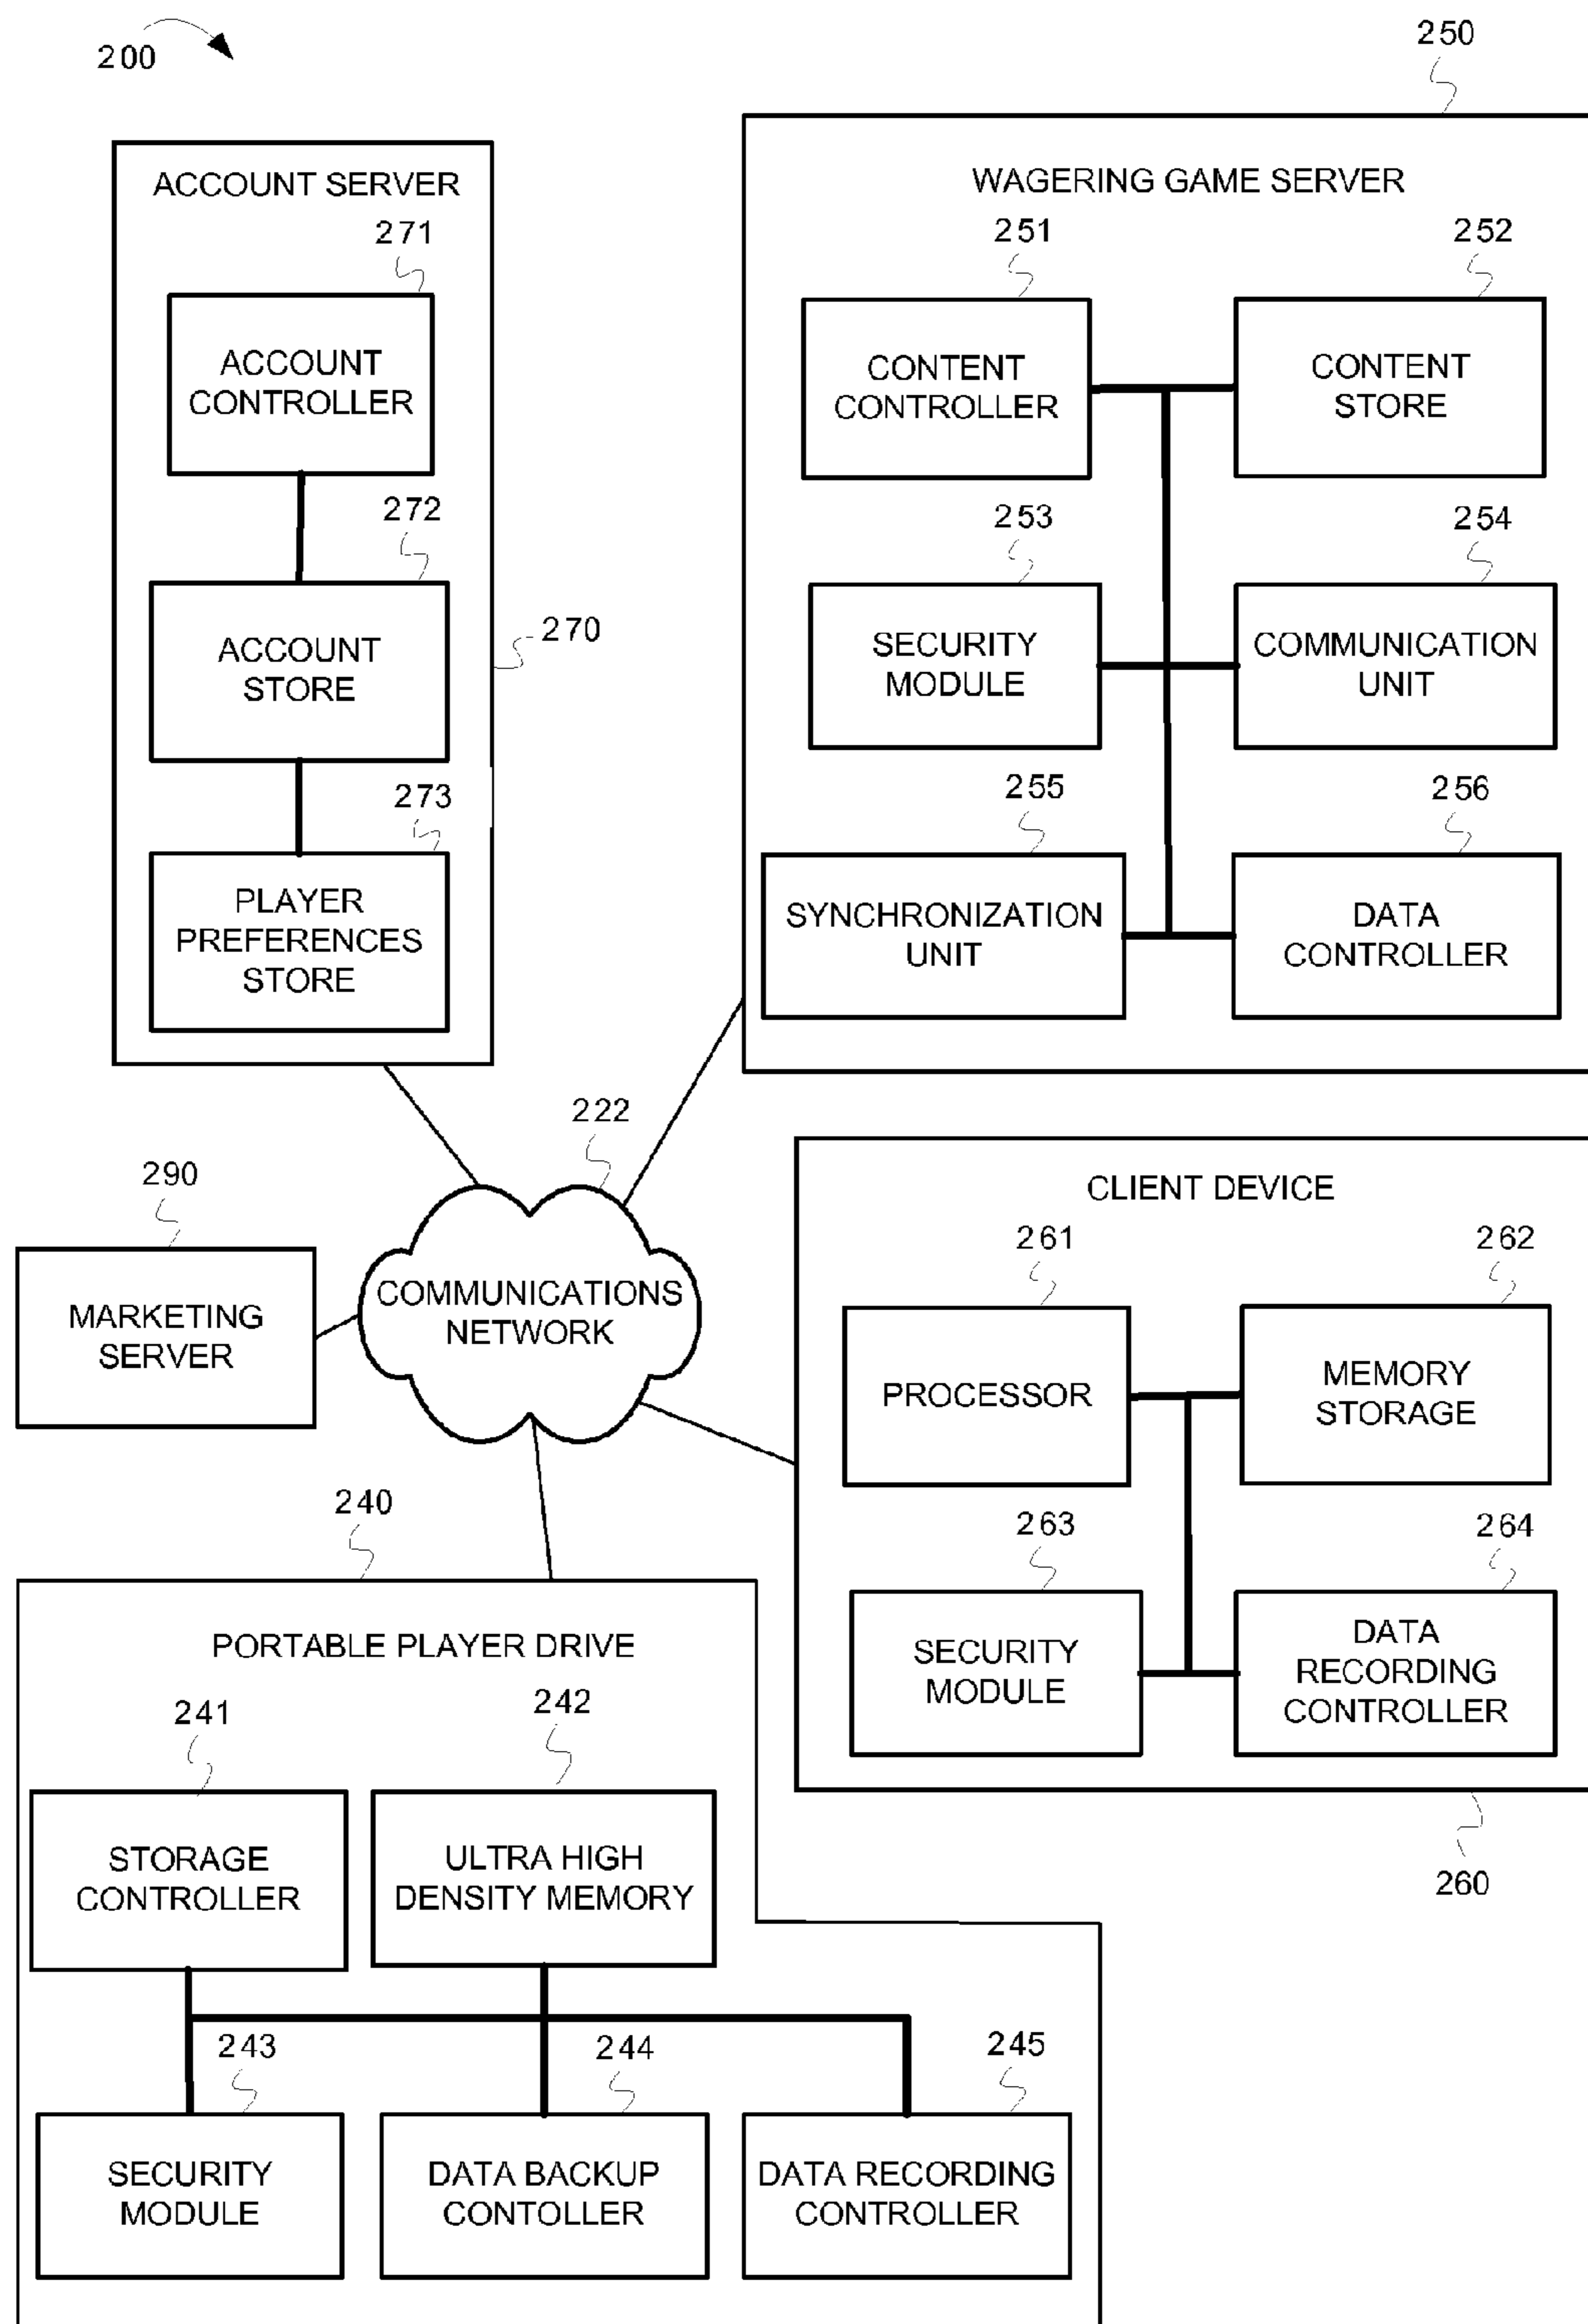 200
250
ACCOUNT SERVER
271
ACCOUNT
CONTROLLER
272
ACCOUNT
STORE
270
273
PLAYER
PREFERENCES
STORE
WAGERING GAME SERVER
251
252
CONTENT
CONTROLLER
CONTENT
STORE
253
254
SECURITY
MODULE
COMMUNICATION
UNIT
255
256
SYNCHRONIZATION
UNIT
DATA
CONTROLLER
222
COMMUNICATIONS
NETWORK
290
MARKETING
SERVER
CLIENT DEVICE
261
262
PROCESSOR
MEMORY
STORAGE
263
264
SECURITY
MODULE
DATA
RECORDING
CONTROLLER
260
240
PORTABLE PLAYER DRIVE
241
242
STORAGE
CONTROLLER
ULTRA HIGH
DENSITY MEMORY
243
244
245
SECURITY
MODULE
DATA BACKUP
CONTOLLER
DATA RECORDING
CONTROLLER